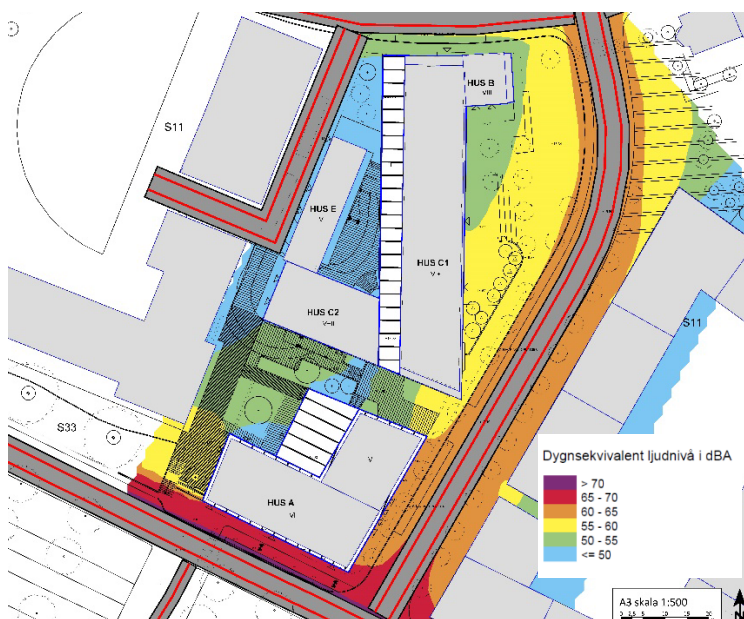 HUS B
VIII
S11
HUS E
V
HUS C1
HUS C2
S11
S33
V
HUS A
VI
Dygnsekvivalent ljudnivå i dBA
> 70
65 - 70
60 - 65
55 - 60
50 - 55
<= 50
A3 skala 1:500
N